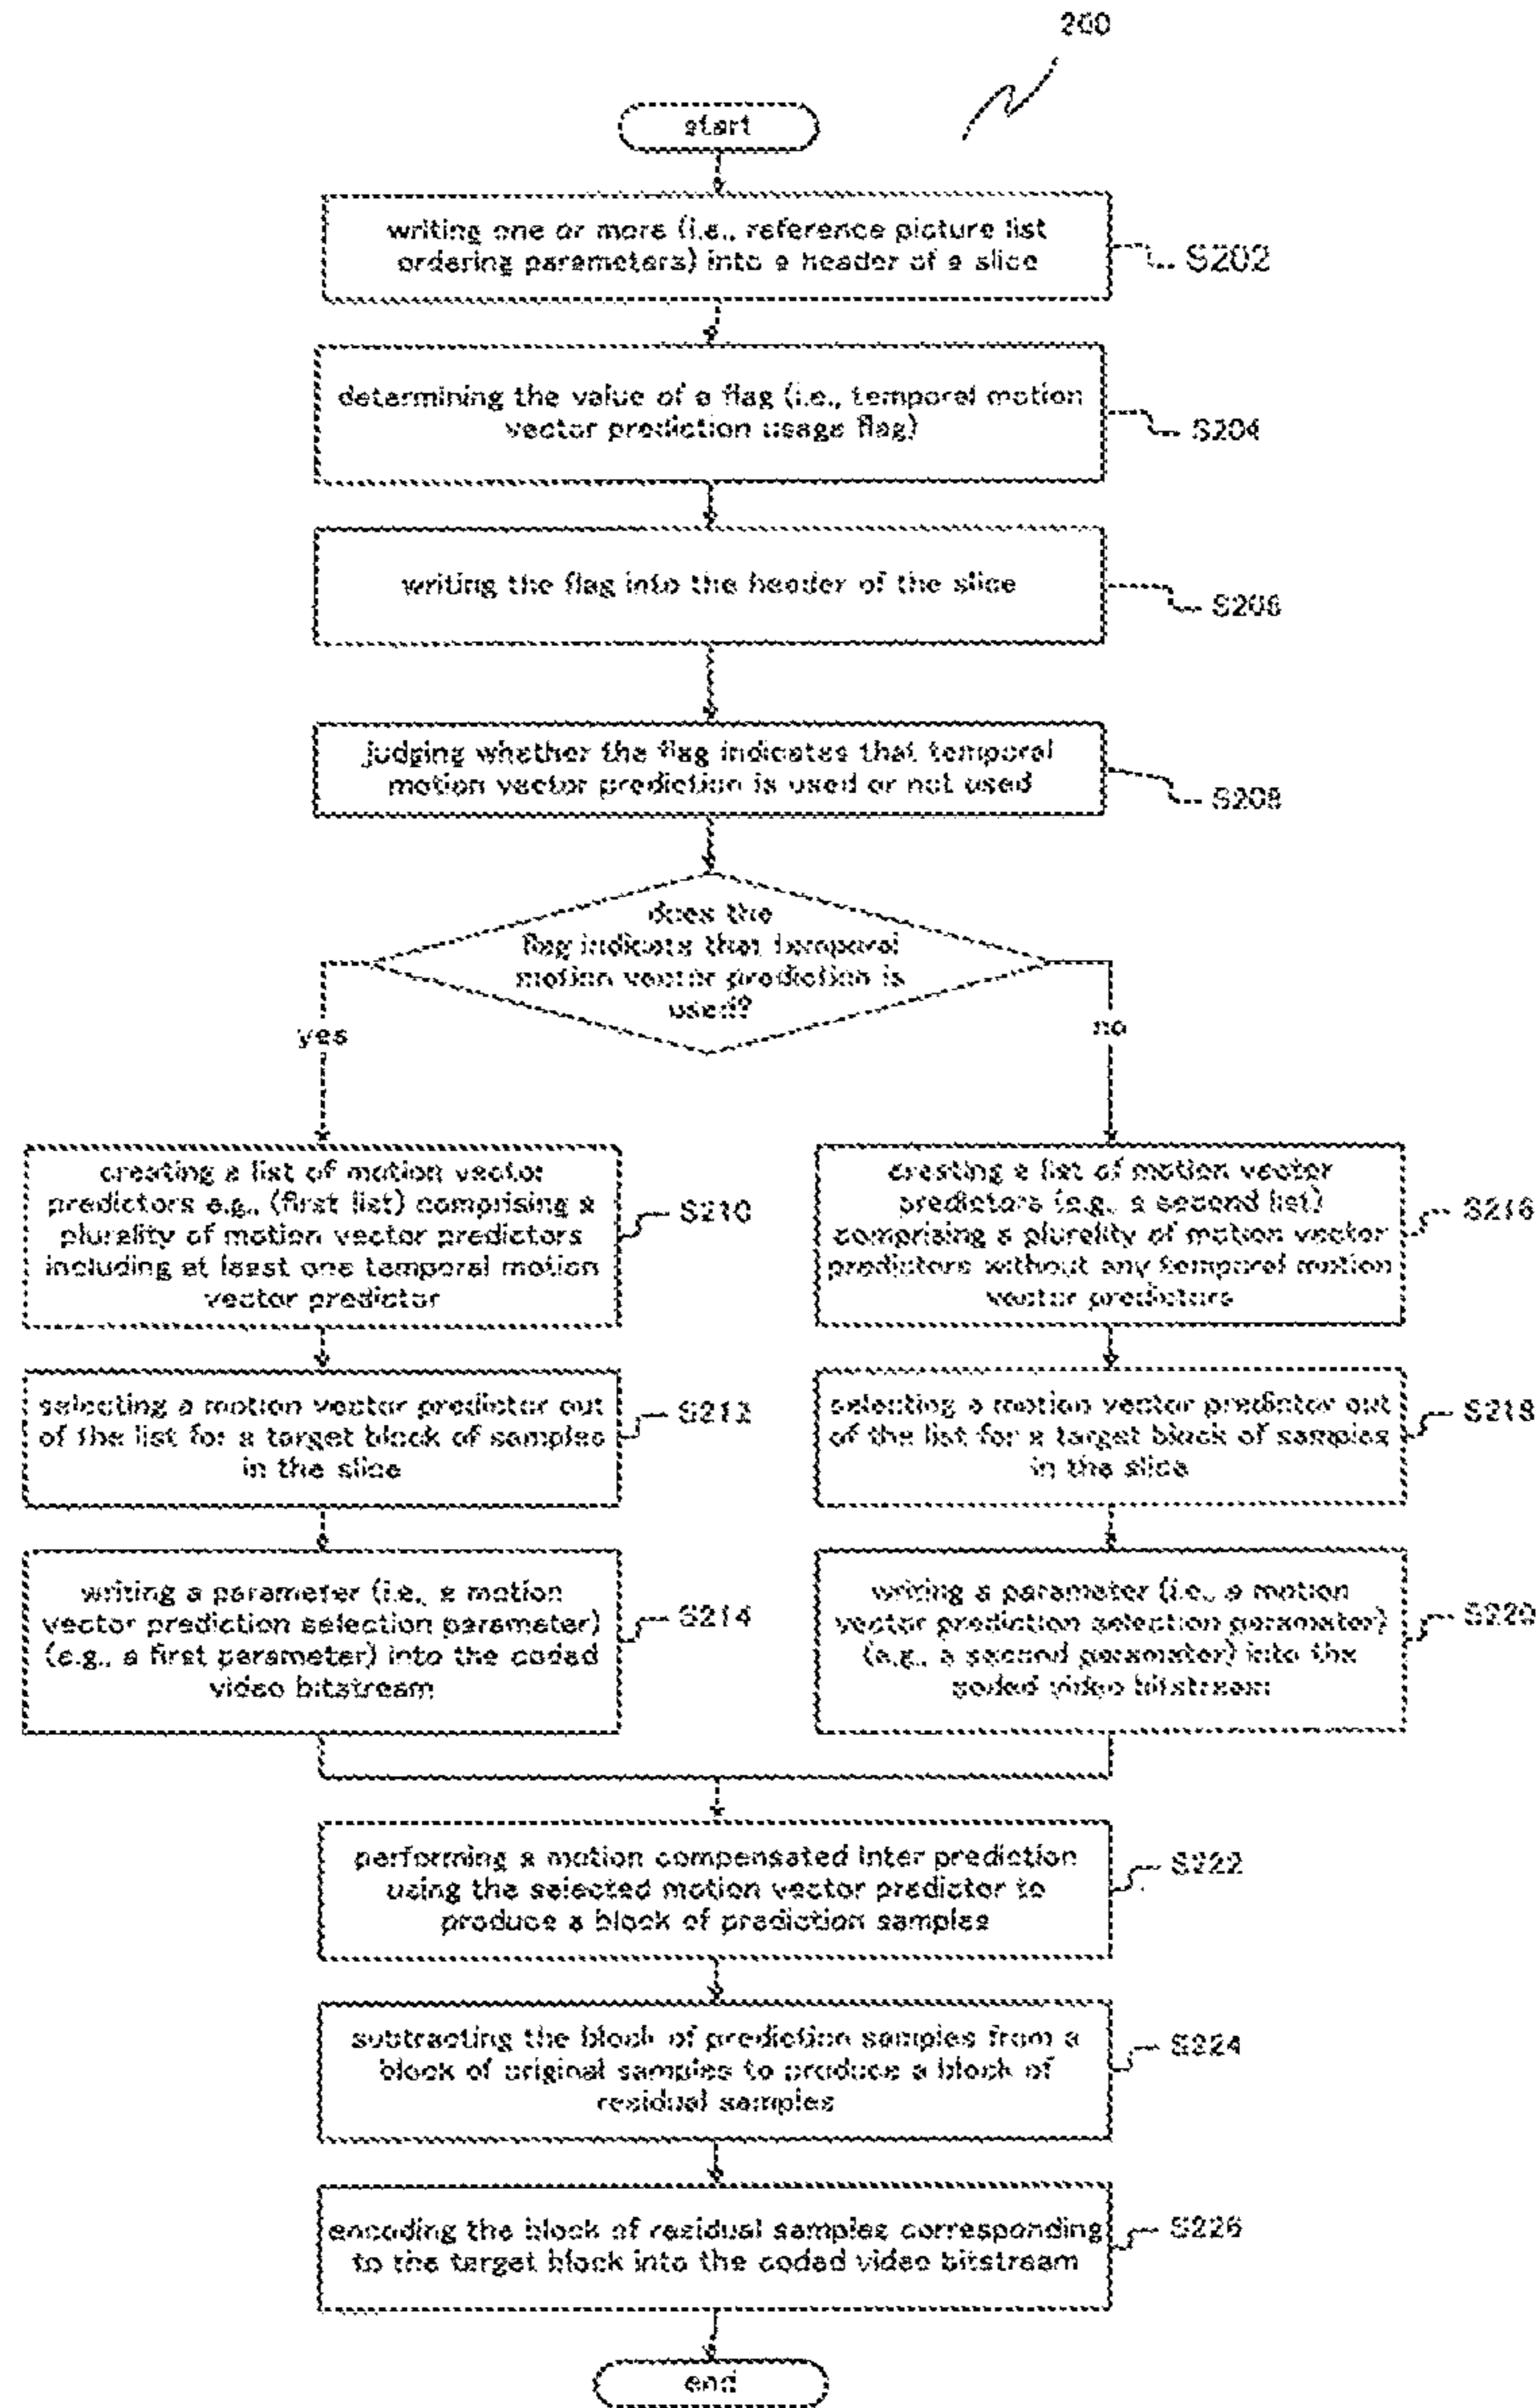 200
start
writing one or more (i.e., reference picture list
ordering parameters) into a header of a slice
S202
determining the value of a flag (i.e., temporal motion
vector prediction usage flag)
S204
writing the flag into the header of the slice
S206
judging whether the flag indicates that temporal
motion vector prediction is used or not used
S208
does the
flag indicate that temporal
motion vector prediction is
used?
yes
no
creating a list of motion vector
predictors e.g., (first list) comprising a
plurality of motion vector predictors
including at least one temporal motion
vector predictor
S210
selecting a motion vector predictor out
of the list for a target block of samples
in the slice
S212
writing a parameter (i.e., a motion
vector prediction selection parameter)
(e.g., a first parameter) into the coded
video bitstream
S214
creating a list of motion vector
predictors (e.g., a second list)
comprising a plurality of motion vector
predictors without any temporal motion
vector predictors
S216
selecting a motion vector predictor out
of the list for a target block of samples
in the slice
S218
writing a parameter (i.e., a motion
vector prediction selection parameter)
(e.g., a second parameter) into the
coded video bitstream
S220
performing a motion compensated inter prediction
using the selected motion vector predictor to
produce a block of prediction samples
S222
subtracting the block of prediction samples from a
block of original samples to produce a block of
residual samples
S224
encoding the block of residual samples corresponding
to the target block into the coded video bitstream
S226
end